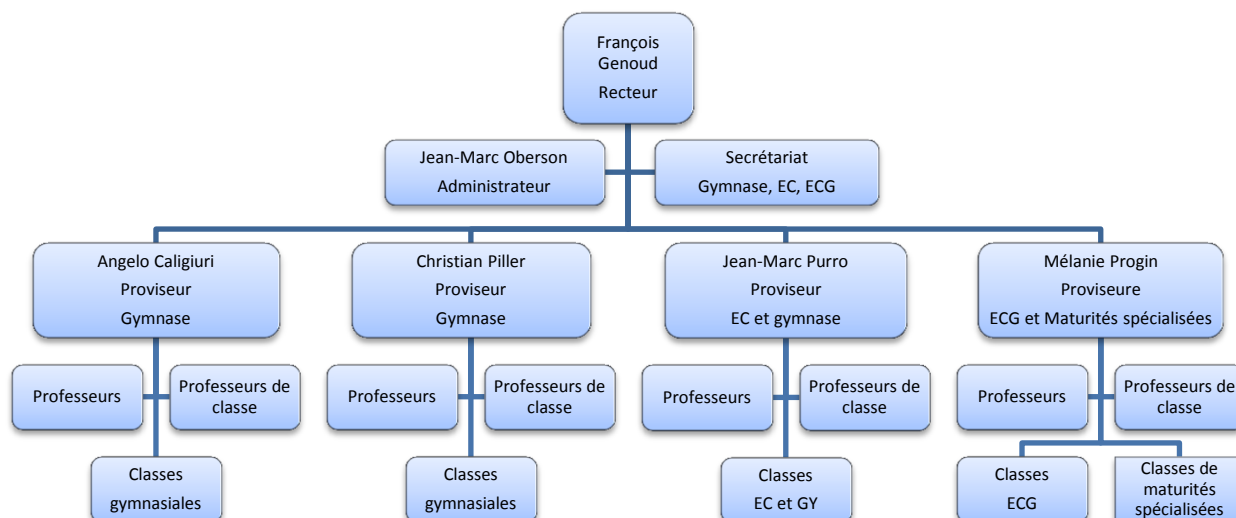 François
Genoud
Recteur
Jean-Marc Oberson
Administrateur
Secrétariat
Gymnase, EC, ECG
Angelo Caligiuri
Proviseur
Gymnase
Christian Piller
Proviseur
Gymnase
Jean-Marc Purro
Proviseur
EC et gymnase
Mélanie Progin
Proviseure
ECG et Maturités spécialisées
Professeurs
Professeurs de
classe
Professeurs
Professeurs de
classe
Professeurs
Professeurs de
classe
Professeurs
Professeurs de
classe
Classes
gymnasiales
Classes
gymnasiales
Classes
EC et GY
Classes
ECG
Classes de
maturités
spécialisées